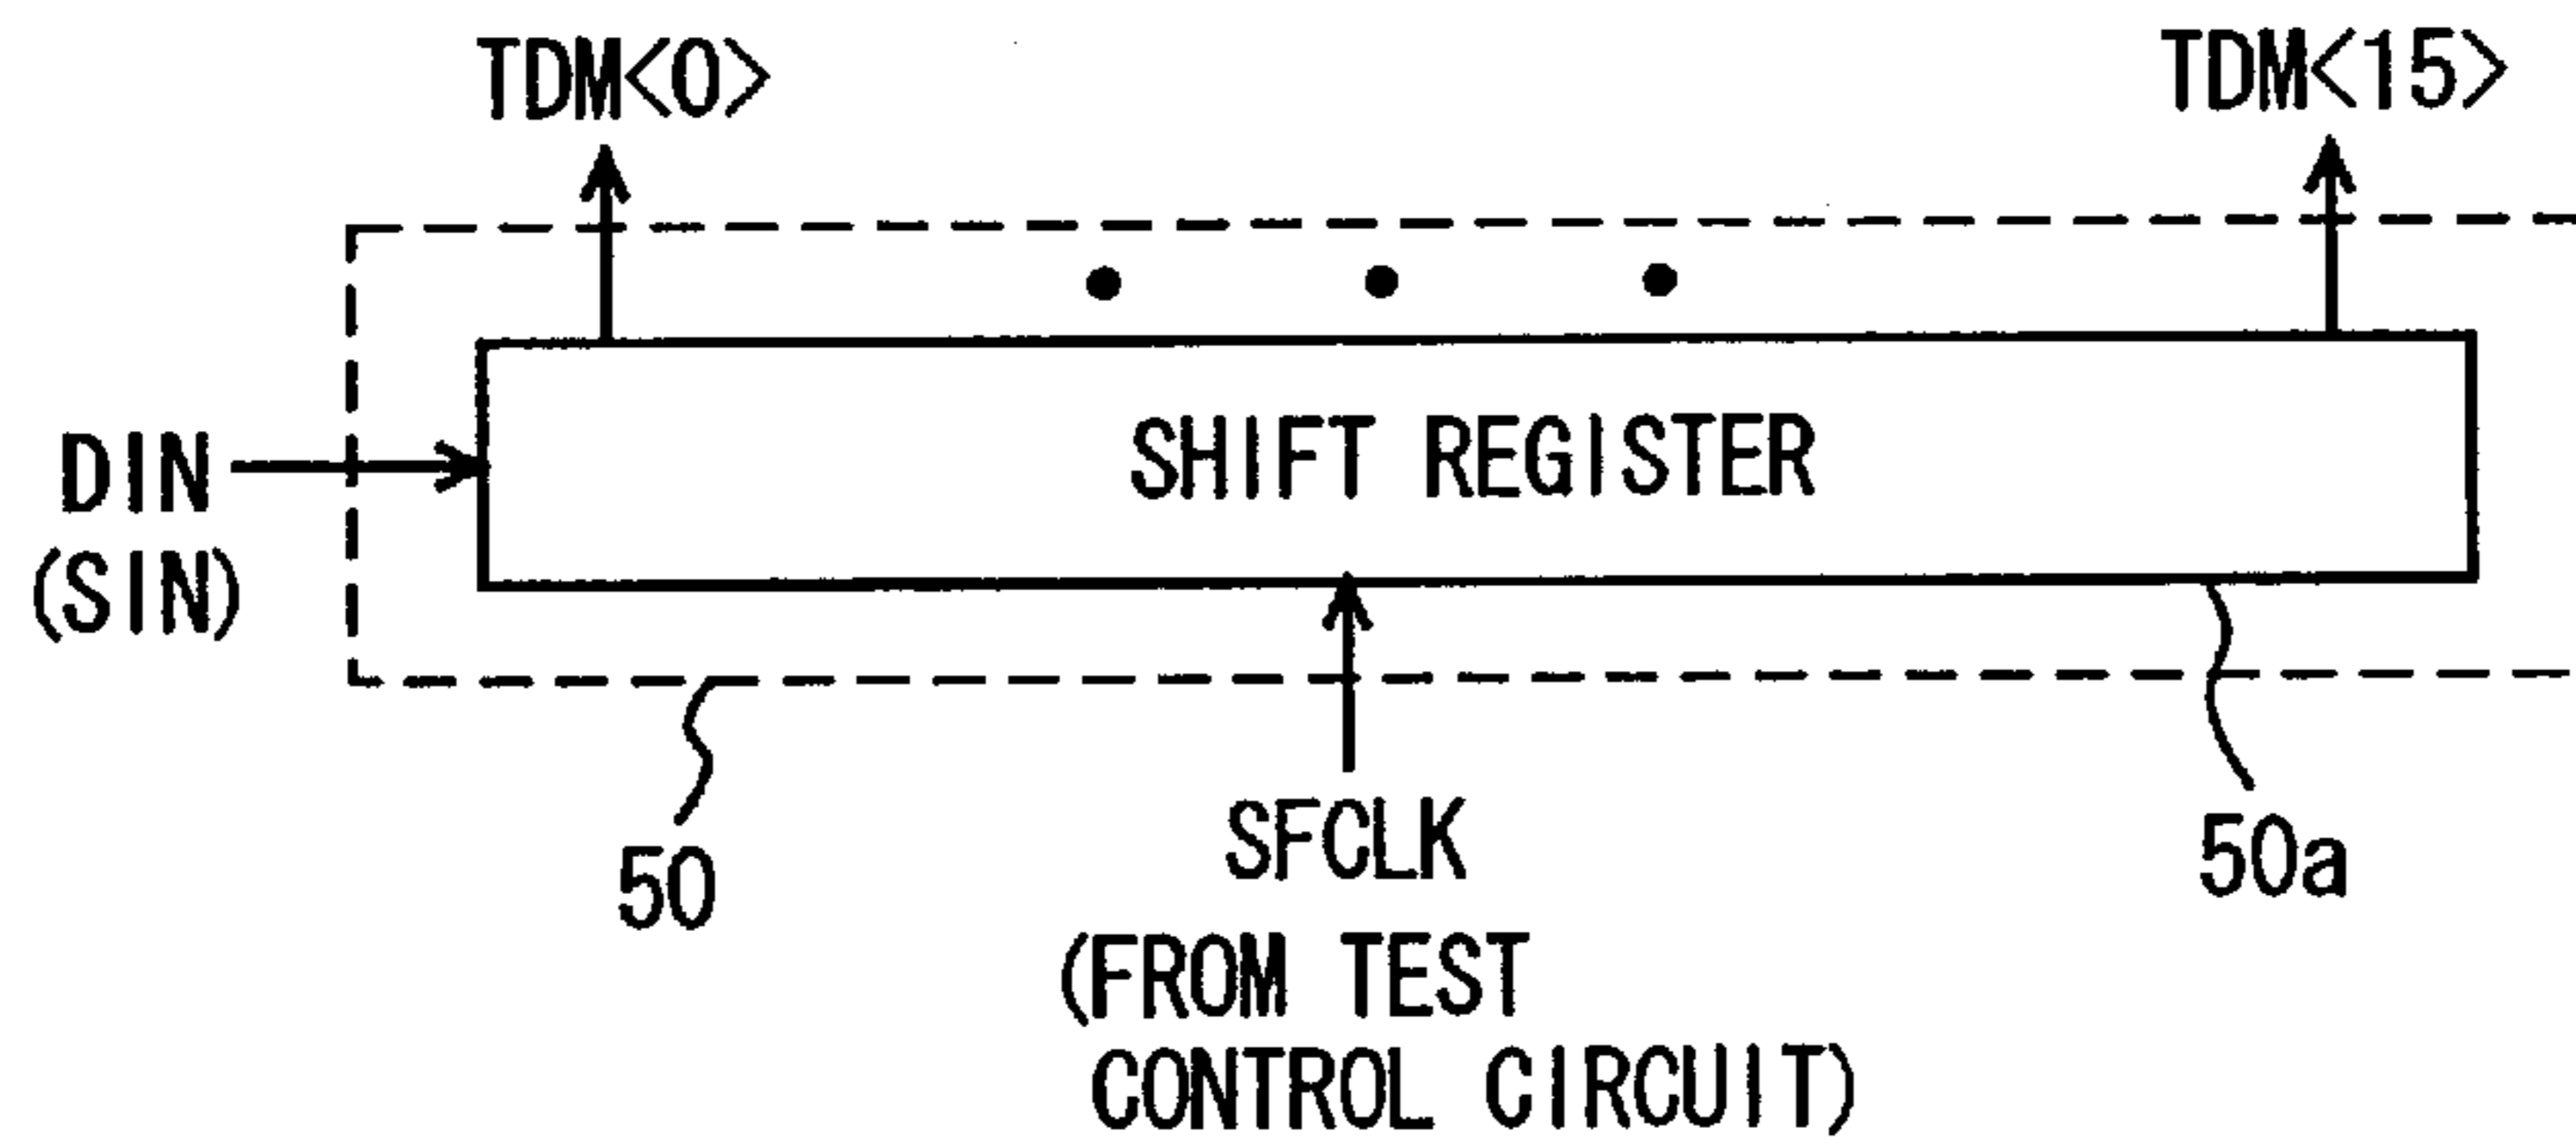 TDM<0>
TDM<15>
DIN
(SIN)
SHIFT REGISTER
50
SFCLK
50a
(FROM TEST
CONTROL CIRCUIT)